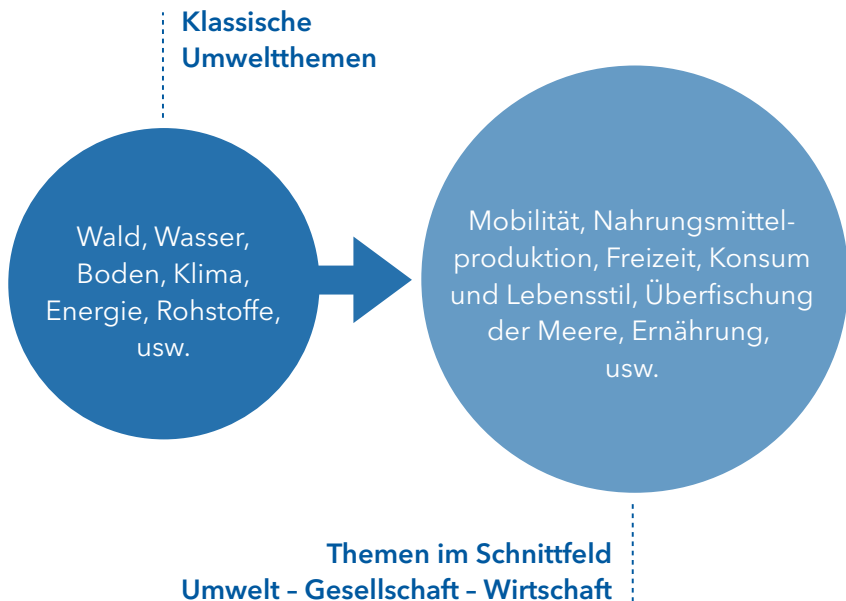 Klassische
Umweltthemen
Wald, Wasser,
Boden, Klima,
Energie, Rohstoffe,
usw.
Mobilität, Nahrungsmittel-
produktion, Freizeit, Konsum
und Lebensstil, Überfischung
der Meere, Ernährung,
usw.
Themen im Schnittfeld
Umwelt – Gesellschaft – Wirtschaft